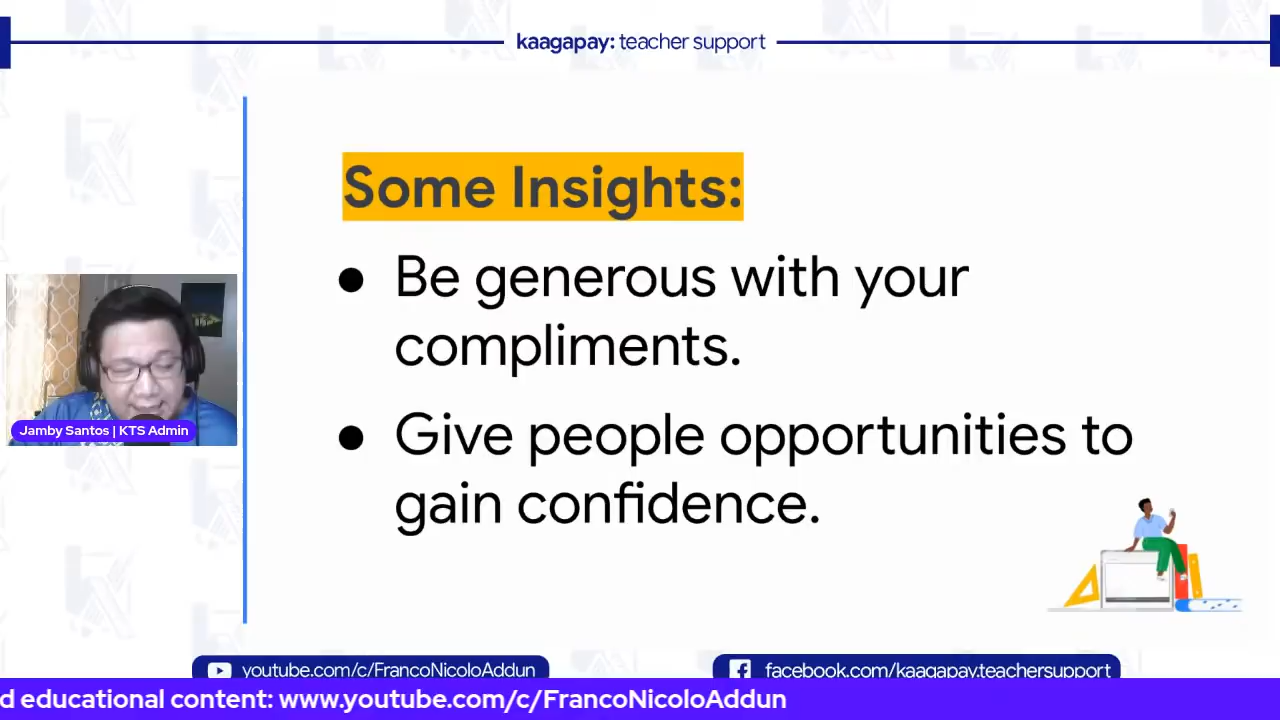 kaagapay: teacher support
Some Insights:
● Be generous with your
compliments.
● Give people opportunities to
gain confidence.
Jamby Santos | KTS Admin
youtube.com/c/FrancoNicoloAddun
facebook.com/kaagapay.teachersupport
d educational content: www.youtube.com/c/FrancoNicoloAddun